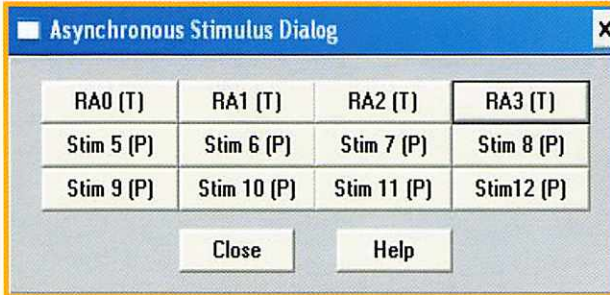 Asynchronous Stimulus Dialog
RA0 (T) RA1 (T) RA2 (T) RA3 (T)
Stim 5 (P) Stim 6 (P) Stim 7 (P) Stim 8 (P)
Stim 9 (P) Stim 10 (P) Stim 11 (P) Stim12 (P)
Close Help